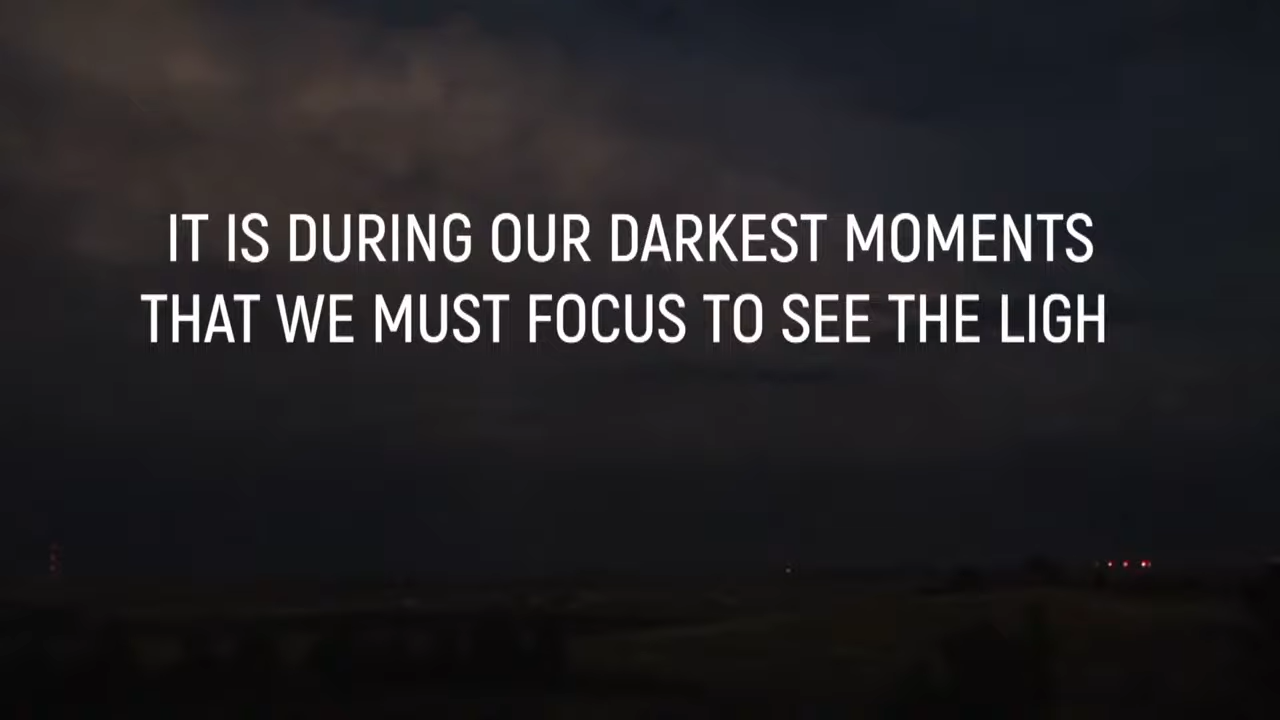 IT IS DURING OUR DARKEST MOMENTS
THAT WE MUST FOCUS TO SEE THE LIGH